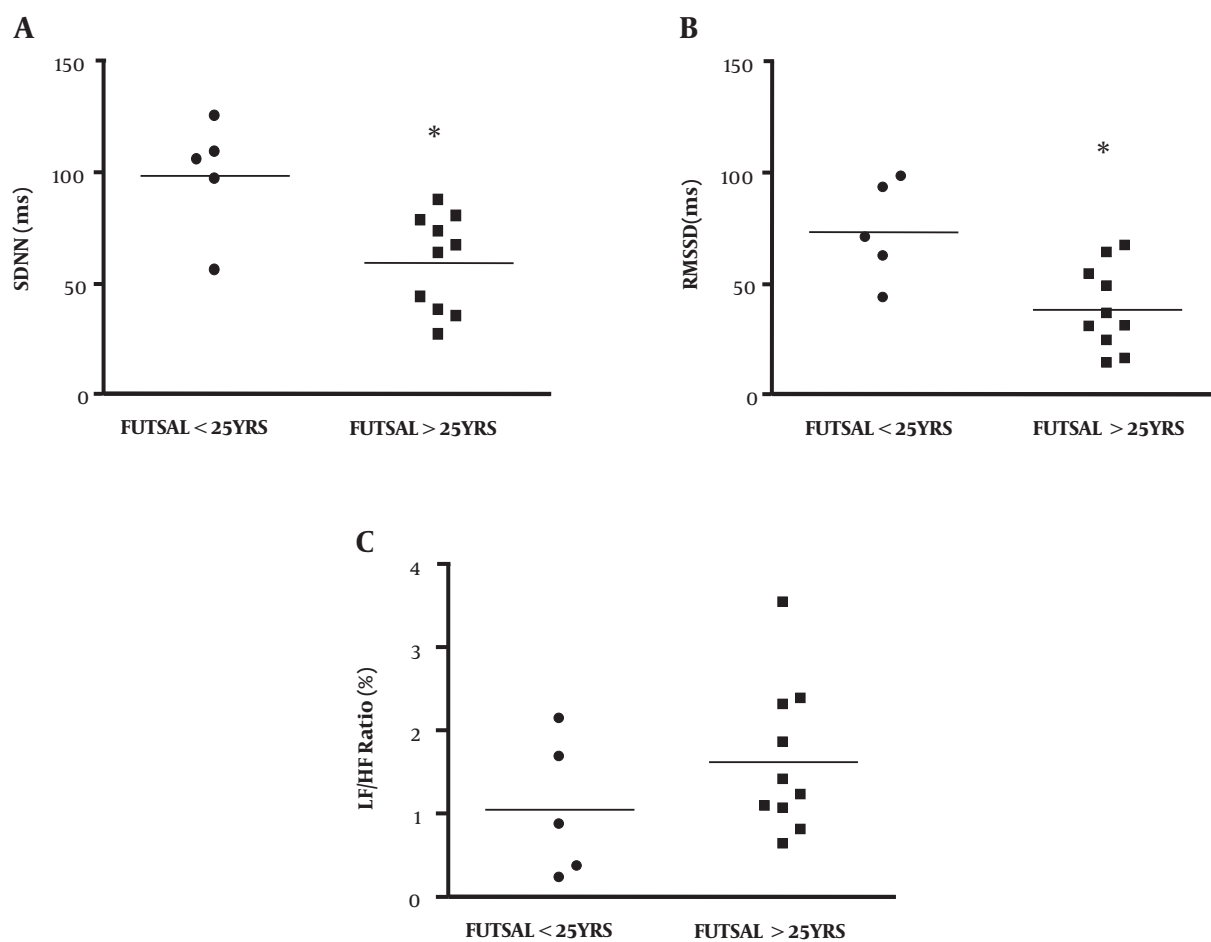 A
150
100
50
0
SDNN (ms)
*
FUTSAL < 25YRS
FUTSAL > 25YRS
B
150
100
50
0
RMSSD(ms)
*
FUTSAL < 25YRS
FUTSAL > 25YRS
C
4
3
2
1
0
LF/HF Ratio (%)
FUTSAL < 25YRS
FUTSAL > 25YRS